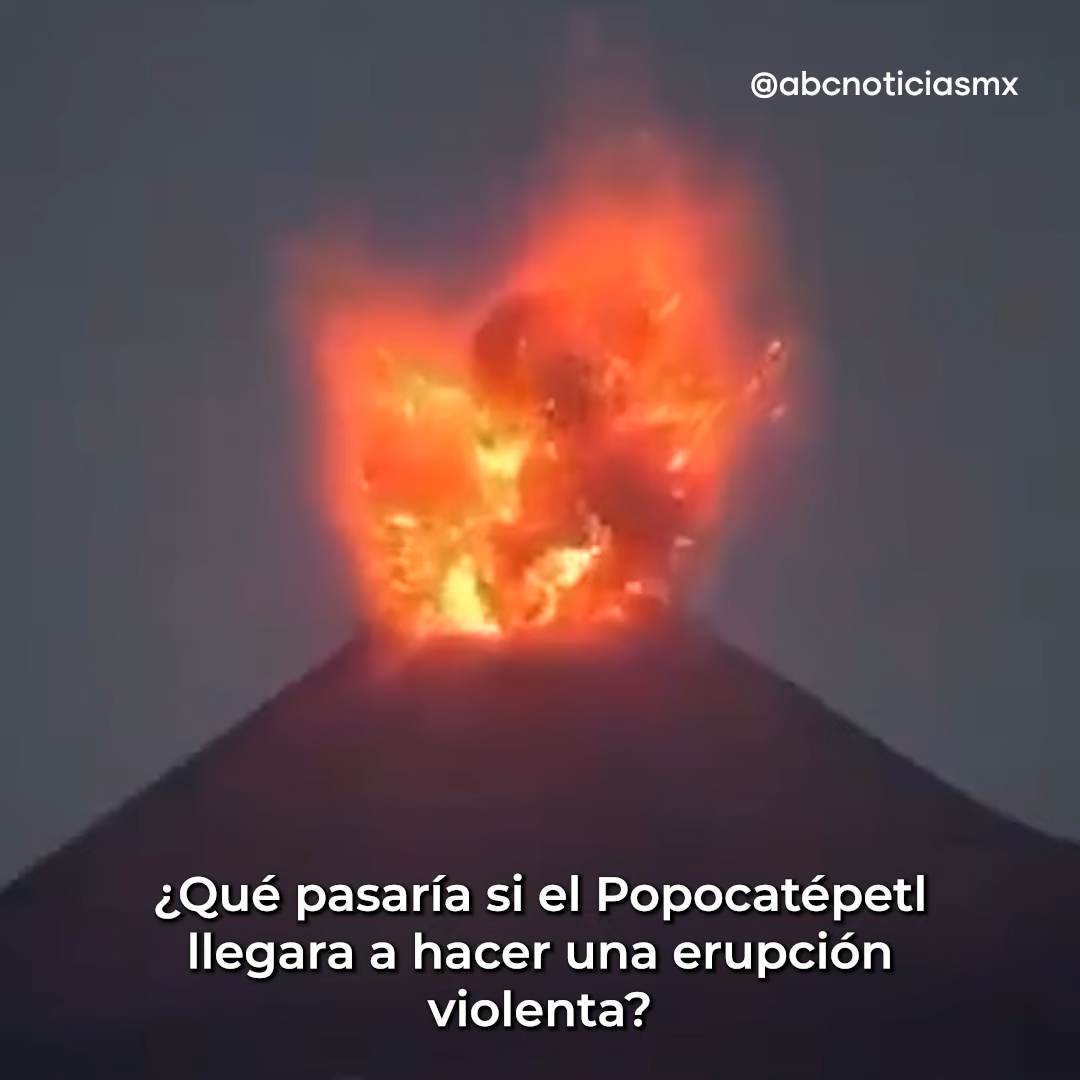 @abcnoticiasmx
¿Qué pasaría si el Popocatépetl
llegara a hacer una erupción
violenta?